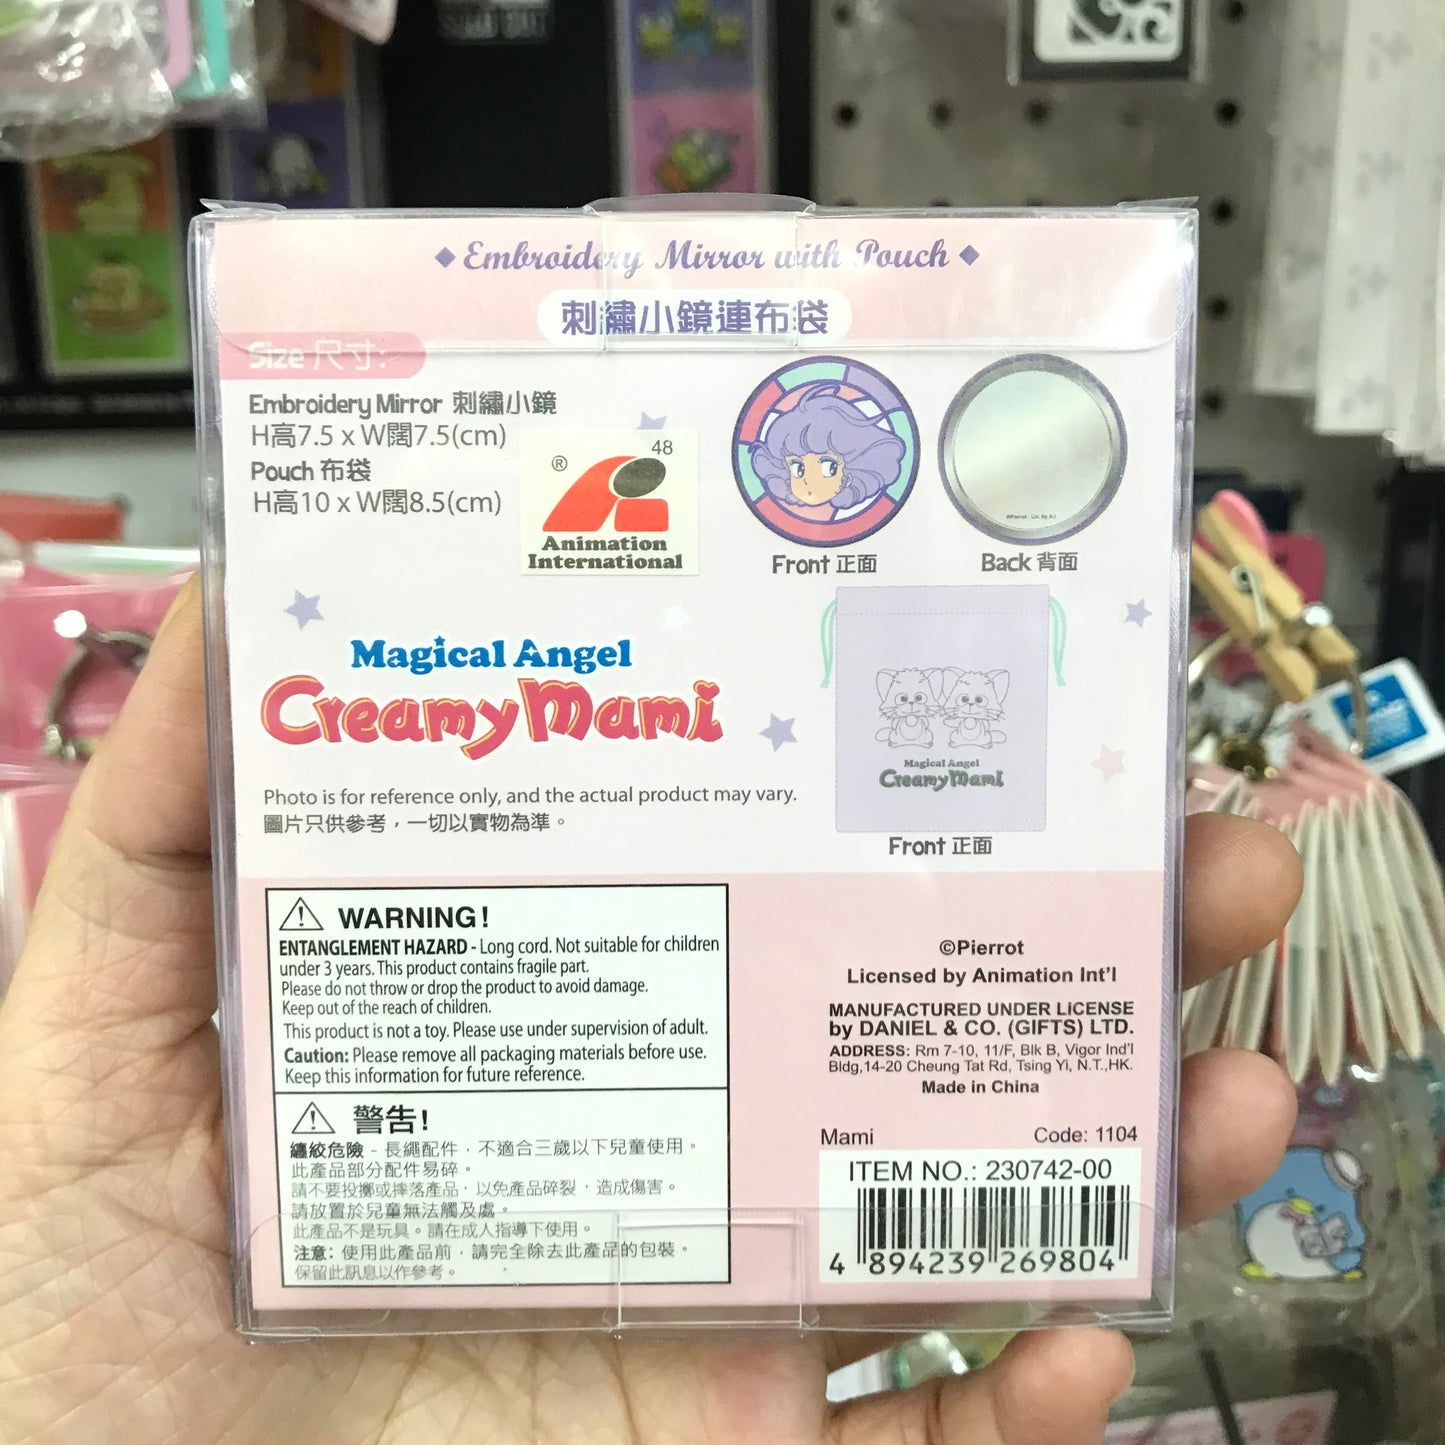 ◆ Embroidery Mirror with Pouch ◆
刺繡小鏡連布袋
Size 尺寸:
Embroidery Mirror 刺繡小鏡
H高7.5 x W闊7.5(cm)
Pouch 布袋
H高10 x W闊8.5(cm)
® 48
Animation
International
©Pierrot Lic. by A.I.
Front 正面
Back 背面
Magical Angel
Creamy Mami
Magical Angel
Creamy Mami
Front 正面
Photo is for reference only, and the actual product may vary.
圖片只供參考，一切以實物為準。
WARNING!
ENTANGLEMENT HAZARD - Long cord. Not suitable for children
under 3 years. This product contains fragile part.
Please do not throw or drop the product to avoid damage.
Keep out of the reach of children.
This product is not a toy. Please use under supervision of adult.
Caution: Please remove all packaging materials before use.
Keep this information for future reference.
警告!
纏絞危險 - 長繩配件，不適合三歲以下兒童使用。
此產品部分配件易碎。
請不要投擲或摔落產品，以免產品碎裂，造成傷害。
請放置於兒童無法觸及處。
此產品不是玩具。請在成人指導下使用。
注意：使用此產品前，請完全除去此產品的包裝。
保留此訊息以作參考。
©Pierrot
Licensed by Animation Int'l
MANUFACTURED UNDER LICENSE
by DANIEL & CO. (GIFTS) LTD.
ADDRESS: Rm 7-10, 11/F, Blk B, Vigor Ind'l
Bldg,14-20 Cheung Tat Rd, Tsing Yi, N.T.,HK.
Made in China
Mami Code: 1104
ITEM NO.: 230742-00
4 894239 269804